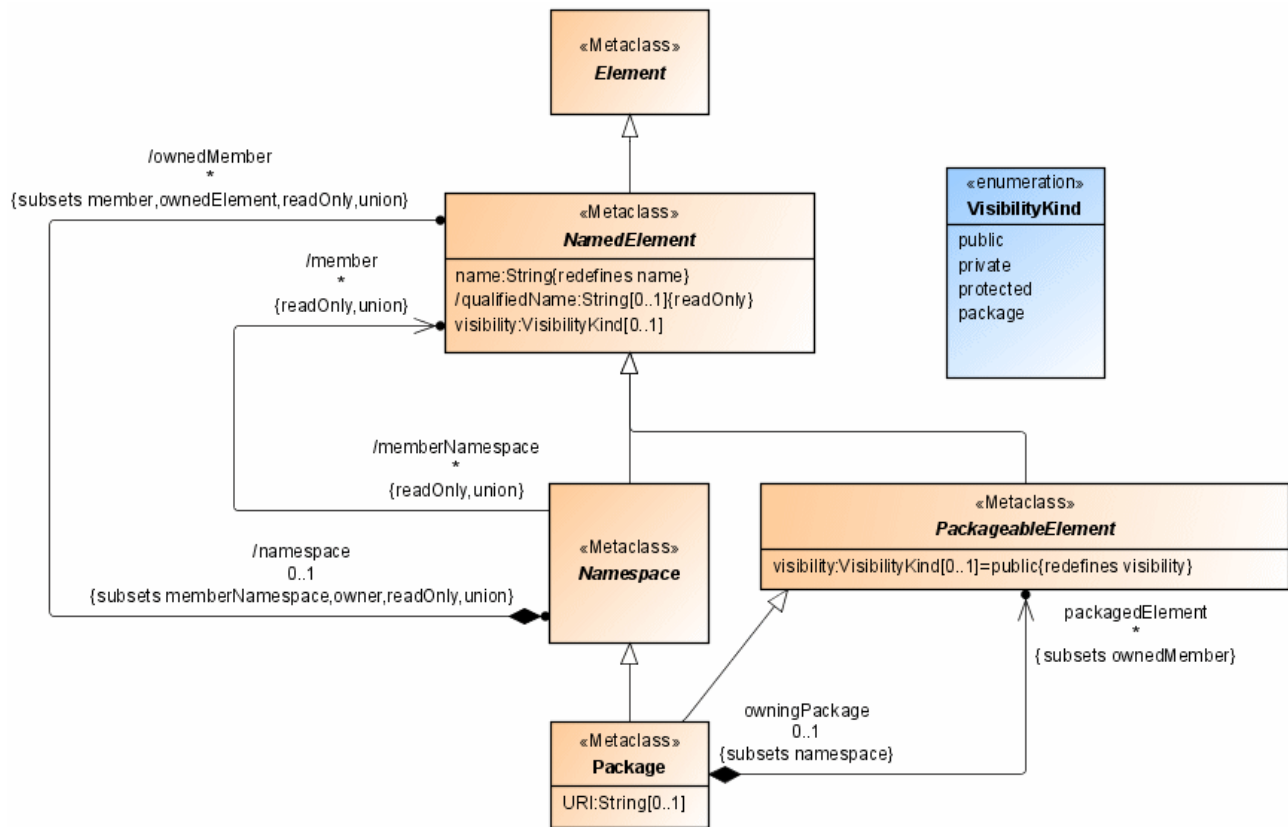 «Metaclass»
Element
/ownedMember
*
{subsets member,ownedElement,readOnly,union}
«Metaclass»
NamedElement
name:String{redefines name}
/qualifiedName:String[0..1]{readOnly}
visibility:VisibilityKind[0..1]
«enumeration»
VisibilityKind
public
private
protected
package
/member
*
{readOnly,union}
/memberNamespace
*
{readOnly,union}
/namespace
0..1
{subsets memberNamespace,owner,readOnly,union}
«Metaclass»
Namespace
«Metaclass»
PackageableElement
visibility:VisibilityKind[0..1]=public{redefines visibility}
packagedElement
*
{subsets ownedMember}
owningPackage
0..1
{subsets namespace}
«Metaclass»
Package
URI:String[0..1]